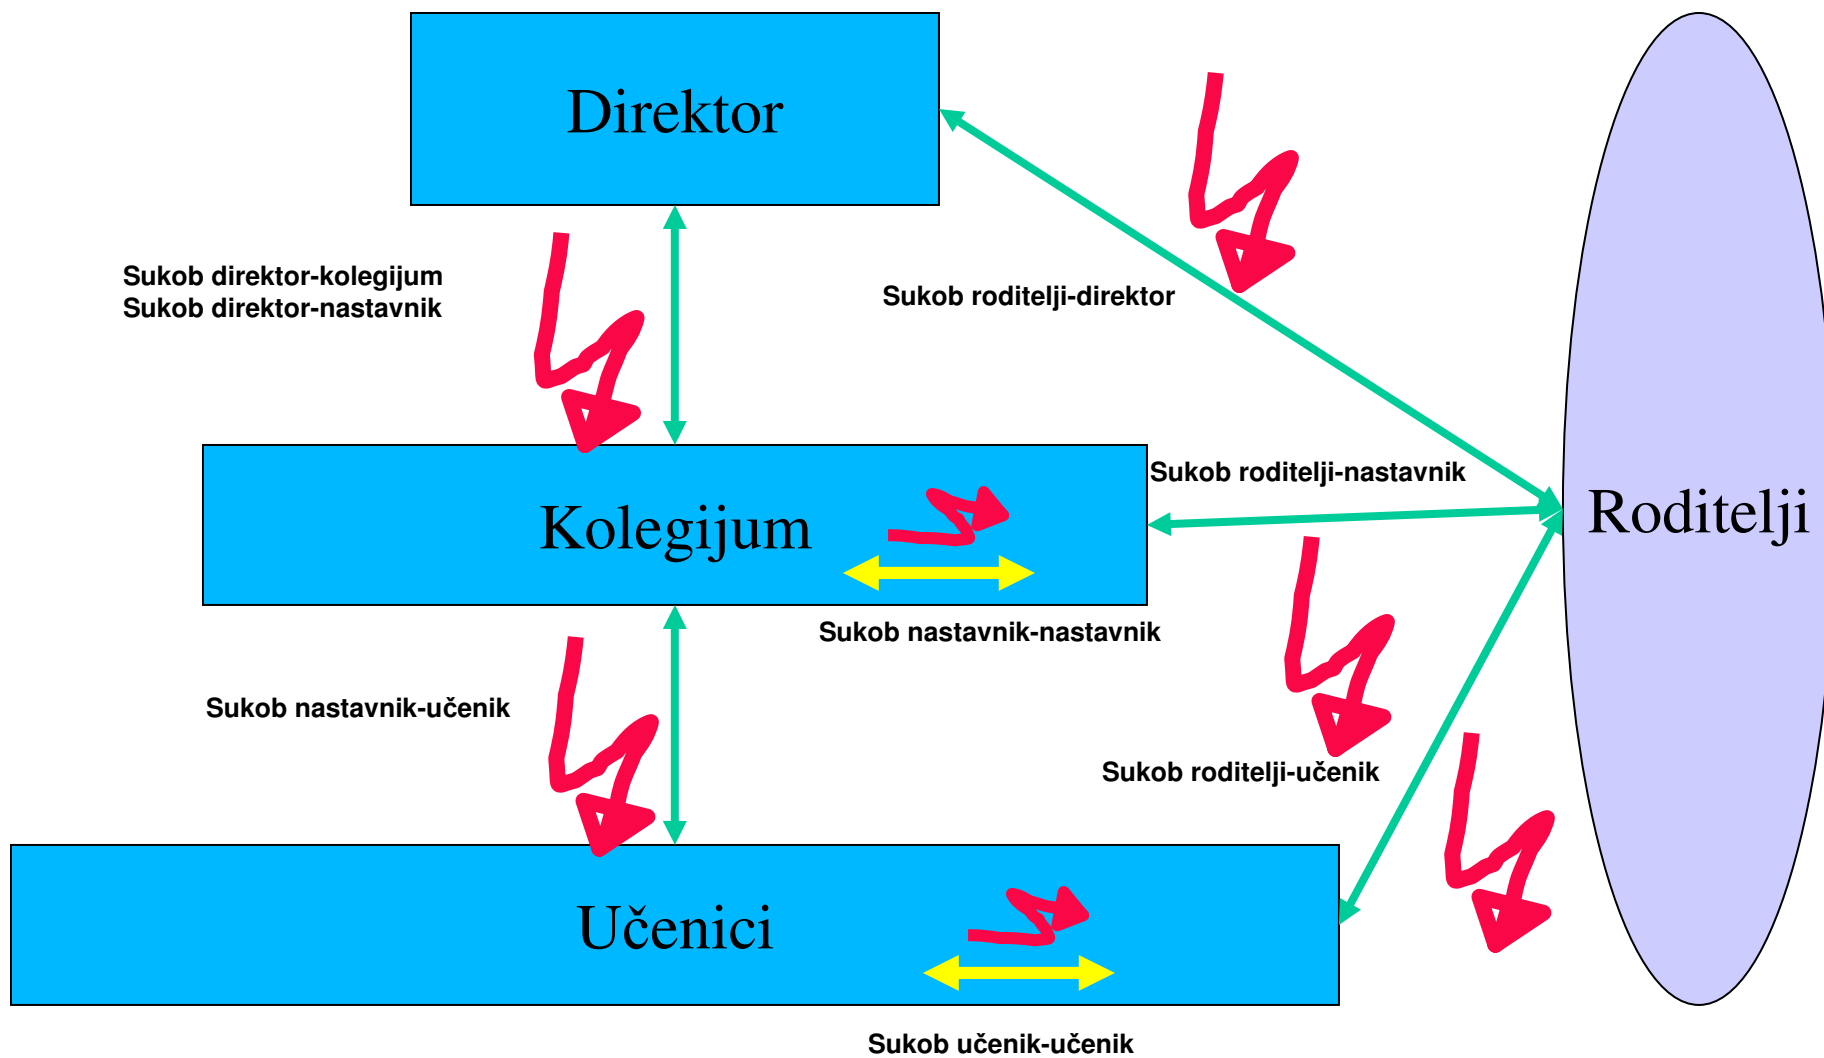 Direktor
Sukob direktor-kolegijum
Sukob direktor-nastavnik
Sukob roditelji-direktor
Sukob roditelji-nastavnik
Kolegijum
Roditelji
Sukob nastavnik-nastavnik
Sukob nastavnik-učenik
Sukob roditelji-učenik
Učenici
Sukob učenik-učenik